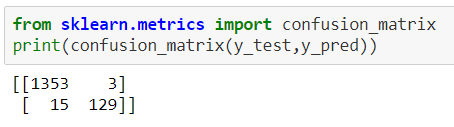 from sklearn.metrics import confusion_matrix
print(confusion_matrix(y_test,y_pred))
[[1353    3]
 [  15  129]]